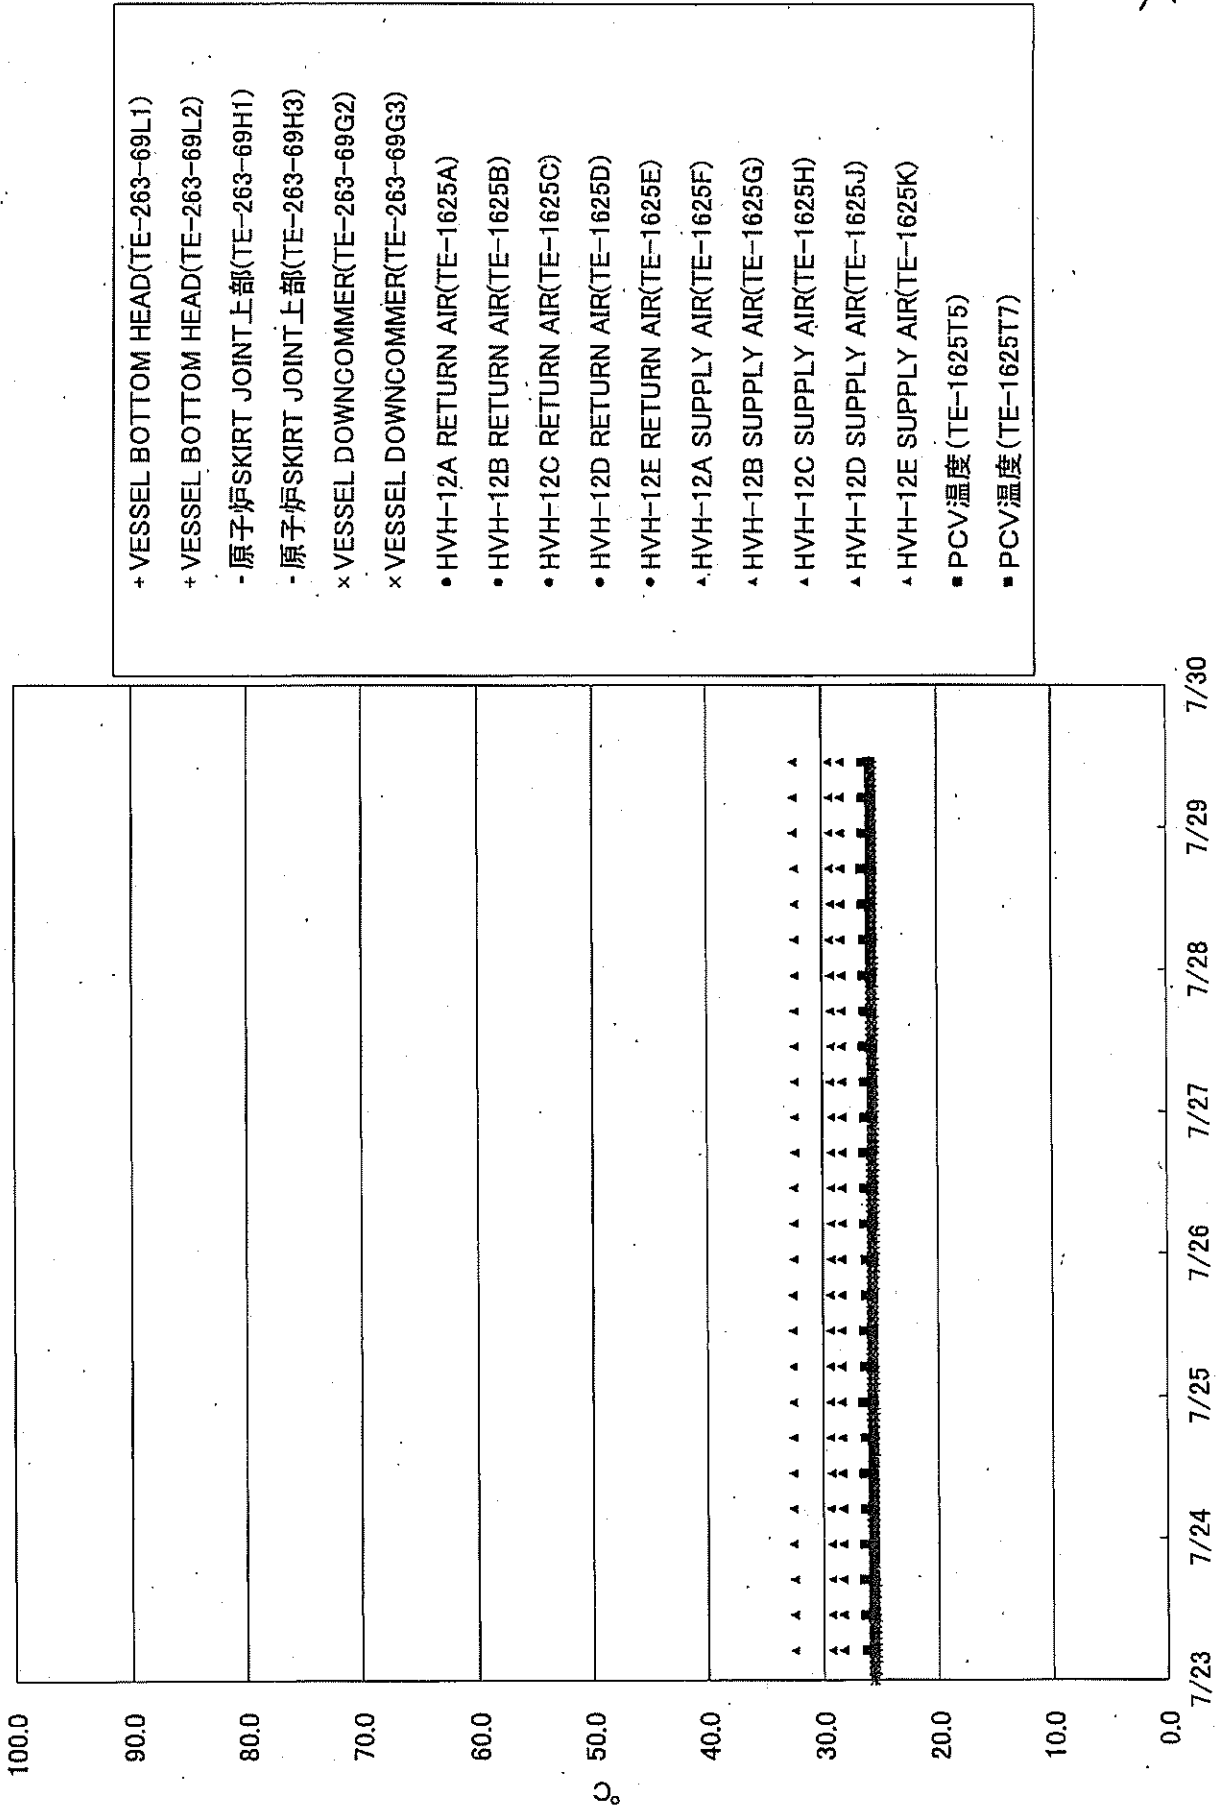 100.0
90.0
80.0
70.0
60.0
50.0
40.0
30.0
20.0
10.0
0.0
℃
7/23
7/24
7/25
7/26
7/27
7/28
7/29
7/30
+ VESSEL BOTTOM HEAD(TE-263-69L1)
+ VESSEL BOTTOM HEAD(TE-263-69L2)
- 原子炉SKIRT JOINT上部(TE-263-69H1)
- 原子炉SKIRT JOINT上部(TE-263-69H3)
× VESSEL DOWNCOMMER(TE-263-69G2)
× VESSEL DOWNCOMMER(TE-263-69G3)
● HVH-12A RETURN AIR(TE-1625A)
● HVH-12B RETURN AIR(TE-1625B)
● HVH-12C RETURN AIR(TE-1625C)
● HVH-12D RETURN AIR(TE-1625D)
● HVH-12E RETURN AIR(TE-1625E)
▲ HVH-12A SUPPLY AIR(TE-1625F)
▲ HVH-12B SUPPLY AIR(TE-1625G)
▲ HVH-12C SUPPLY AIR(TE-1625H)
▲ HVH-12D SUPPLY AIR(TE-1625J)
▲ HVH-12E SUPPLY AIR(TE-1625K)
■ PCV温度(TE-1625T5)
■ PCV温度(TE-1625T7)